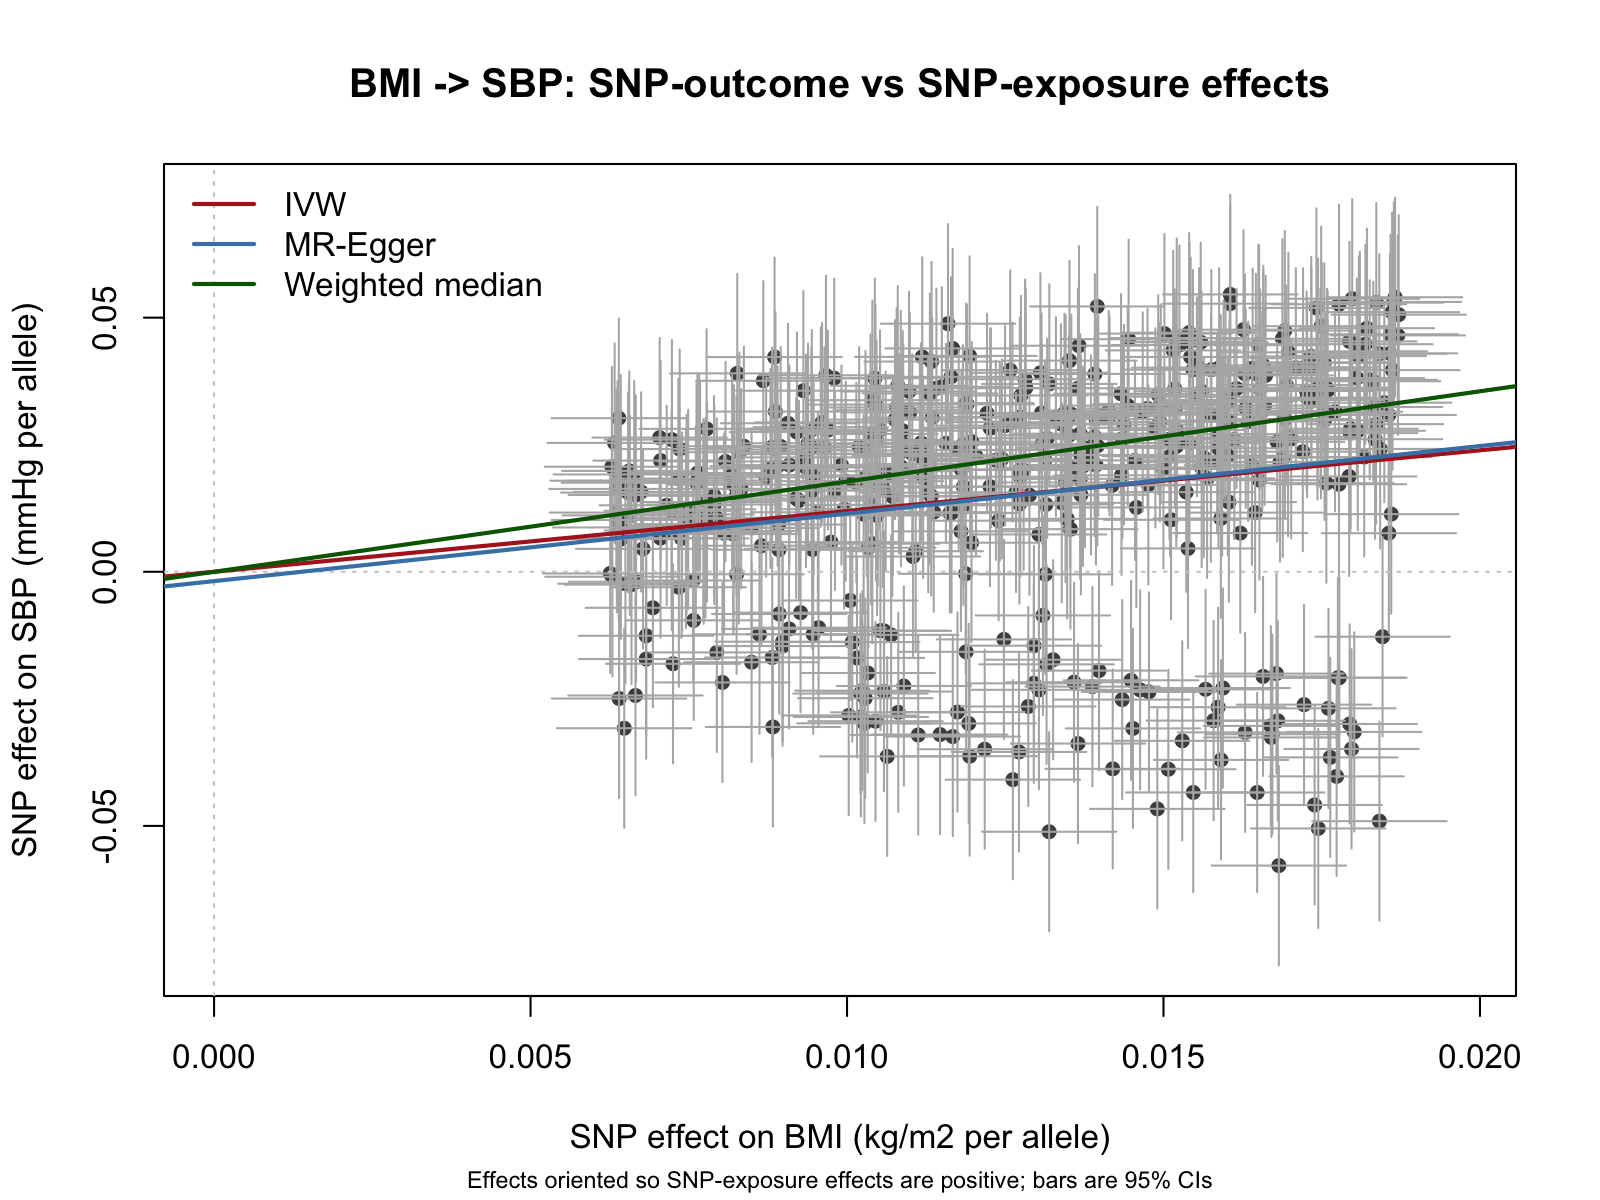 BMI -> SBP: SNP-outcome vs SNP-exposure effects
IVW
MR-Egger
Weighted median
SNP effect on SBP (mmHg per allele)
0.05
0.00
-0.05
0.000 0.005 0.010 0.015 0.020
SNP effect on BMI (kg/m2 per allele)
Effects oriented so SNP-exposure effects are positive; bars are 95% CIs